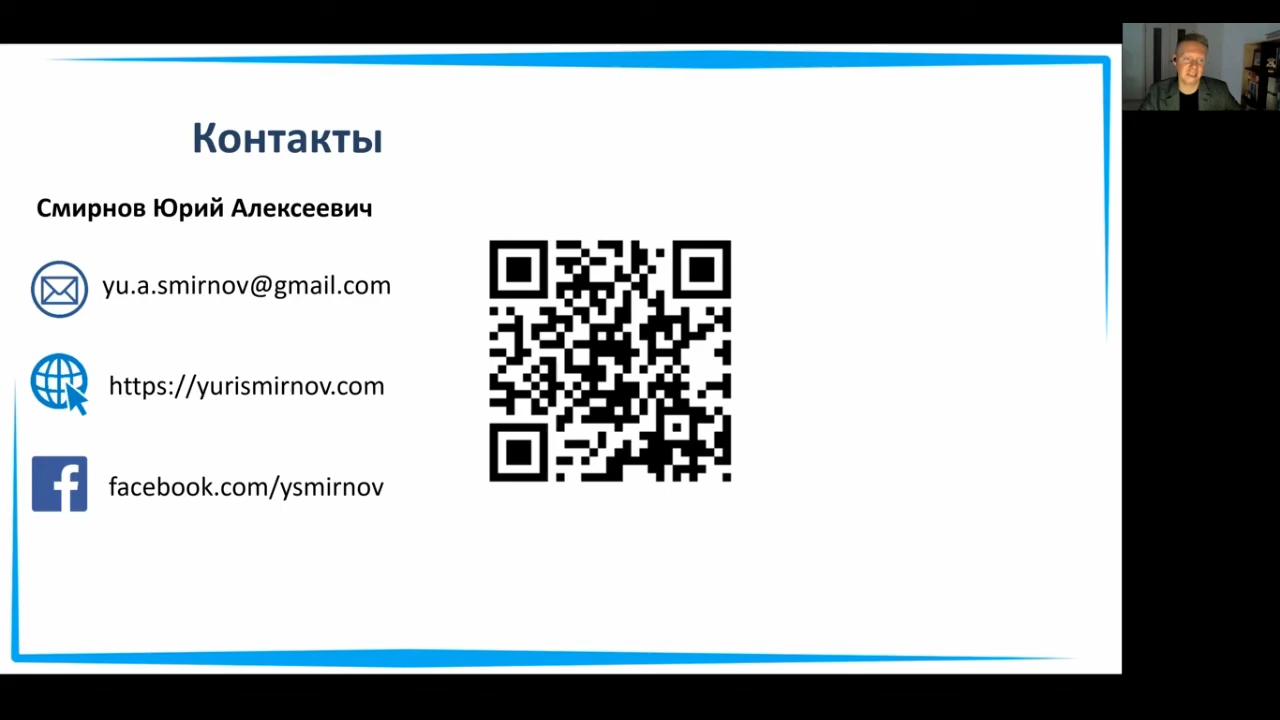 Контакты
Смирнов Юрий Алексеевич
yu.a.smirnov@gmail.com
https://yurismirnov.com
facebook.com/ysmirnov